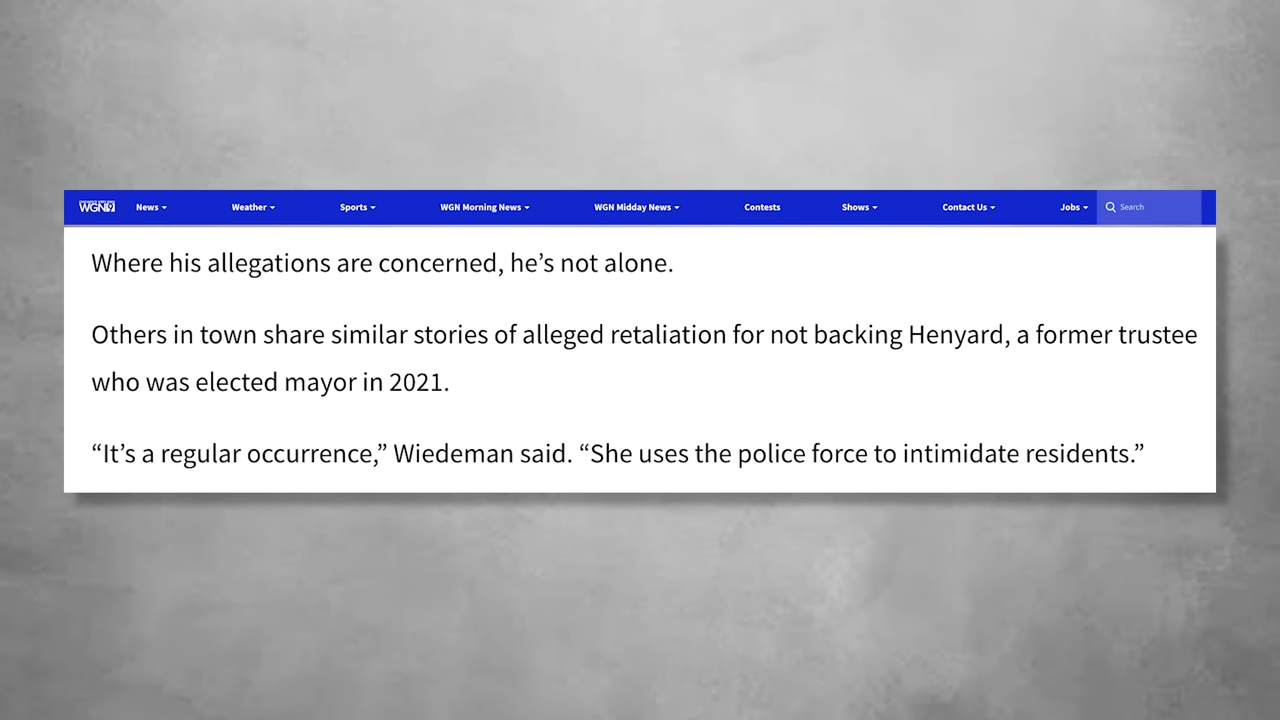 WGN9 News Weather Sports WGN Morning News WGN Midday News Contests Shows Contact Us Jobs Search
Where his allegations are concerned, he’s not alone.
Others in town share similar stories of alleged retaliation for not backing Henyard, a former trustee
who was elected mayor in 2021.
“It’s a regular occurrence,” Wiedeman said. “She uses the police force to intimidate residents.”